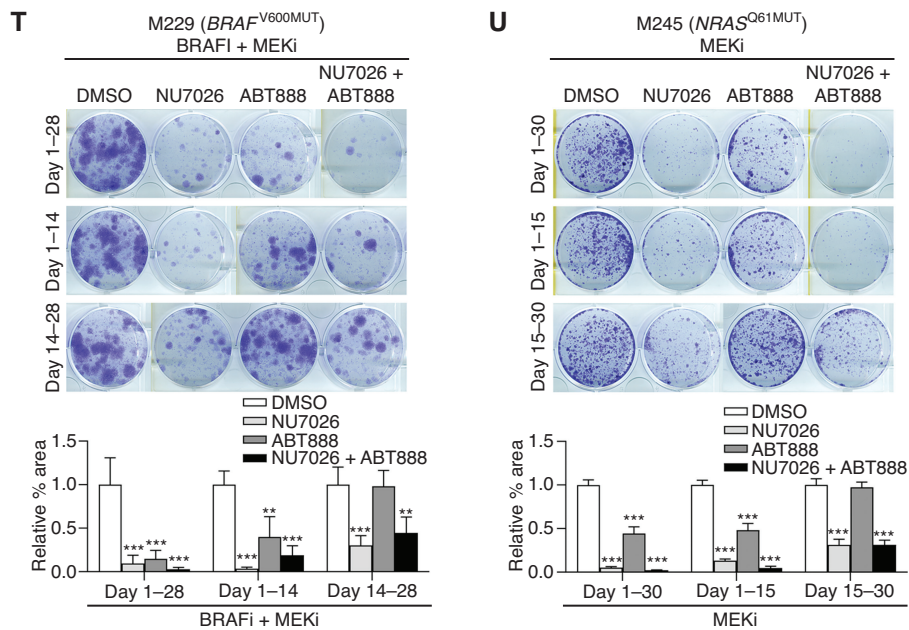 T
M229 (BRAFV600MUT)
BRAFI + MEKi
DMSO NU7026 ABT888 NU7026 + ABT888
Day 1–28
Day 1–14
Day 14–28
DMSO
NU7026
ABT888
NU7026 + ABT888
Relative % area
1.5
1.0
0.5
0.0
*** *** ***
*** ** ***
*** **
Day 1–28 Day 1–14 Day 14–28
BRAFi + MEKi
U
M245 (NRASQ61MUT)
MEKi
DMSO NU7026 ABT888 NU7026 + ABT888
Day 1–30
Day 1–15
Day 15–30
DMSO
NU7026
ABT888
NU7026 + ABT888
Relative % area
1.5
1.0
0.5
0.0
*** *** ***
*** *** ***
*** ***
Day 1–30 Day 1–15 Day 15–30
MEKi